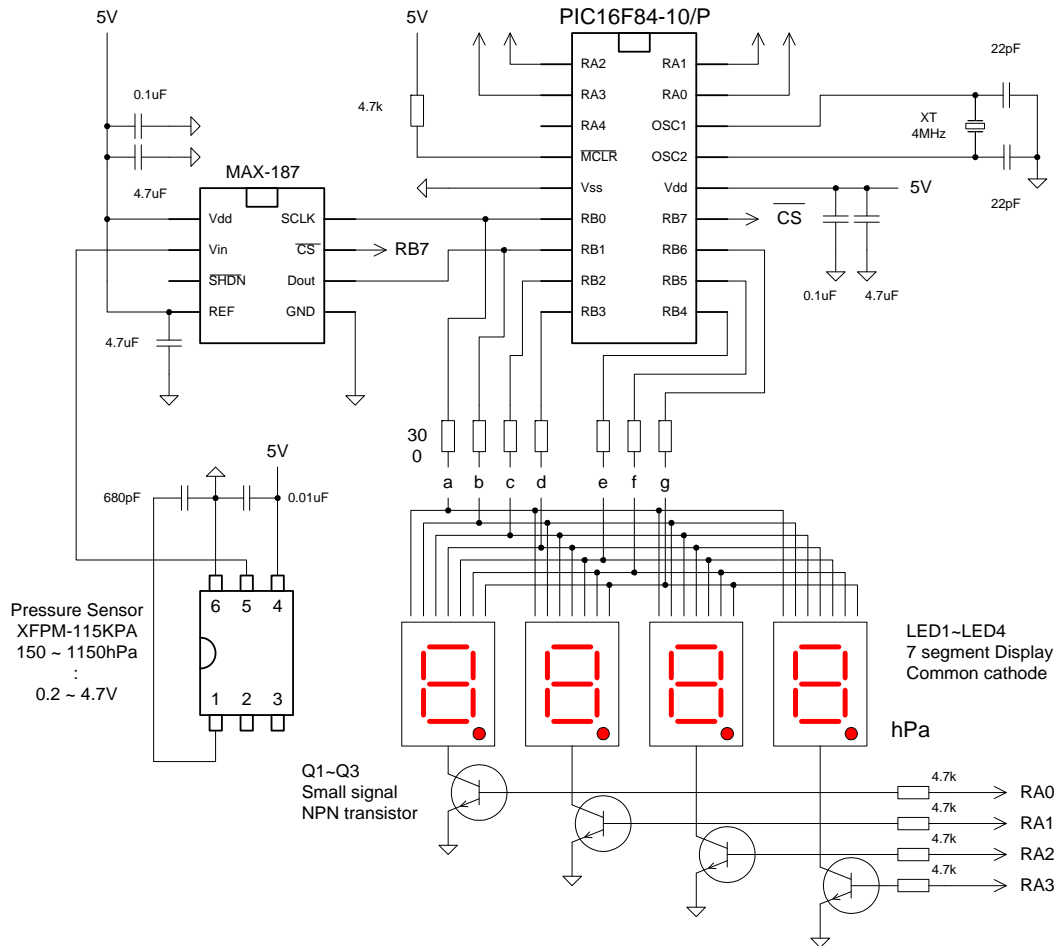 5V
5V
PIC16F84-10/P
22pF
0.1uF
4.7k
RA2
RA1
RA3
RA0
XT
4MHz
RA4
OSC1
MCLR
OSC2
MAX-187
4.7uF
Vss
Vdd
5V
22pF
Vdd
SCLK
RB0
RB7
CS
Vin
CS
RB7
RB1
RB6
SHDN
Dout
RB2
RB5
0.1uF
4.7uF
REF
GND
RB3
RB4
4.7uF
30
0
5V
a
b
c
d
e
f
g
680pF
0.01uF
Pressure Sensor
XFPM-115KPA
150 ~ 1150hPa
:
0.2 ~ 4.7V
6
5
4
1
2
3
LED1~LED4
7 segment Display
Common cathode
8.
8.
8.
8.
hPa
Q1~Q3
Small signal
NPN transistor
4.7k
RA0
4.7k
RA1
4.7k
RA2
4.7k
RA3